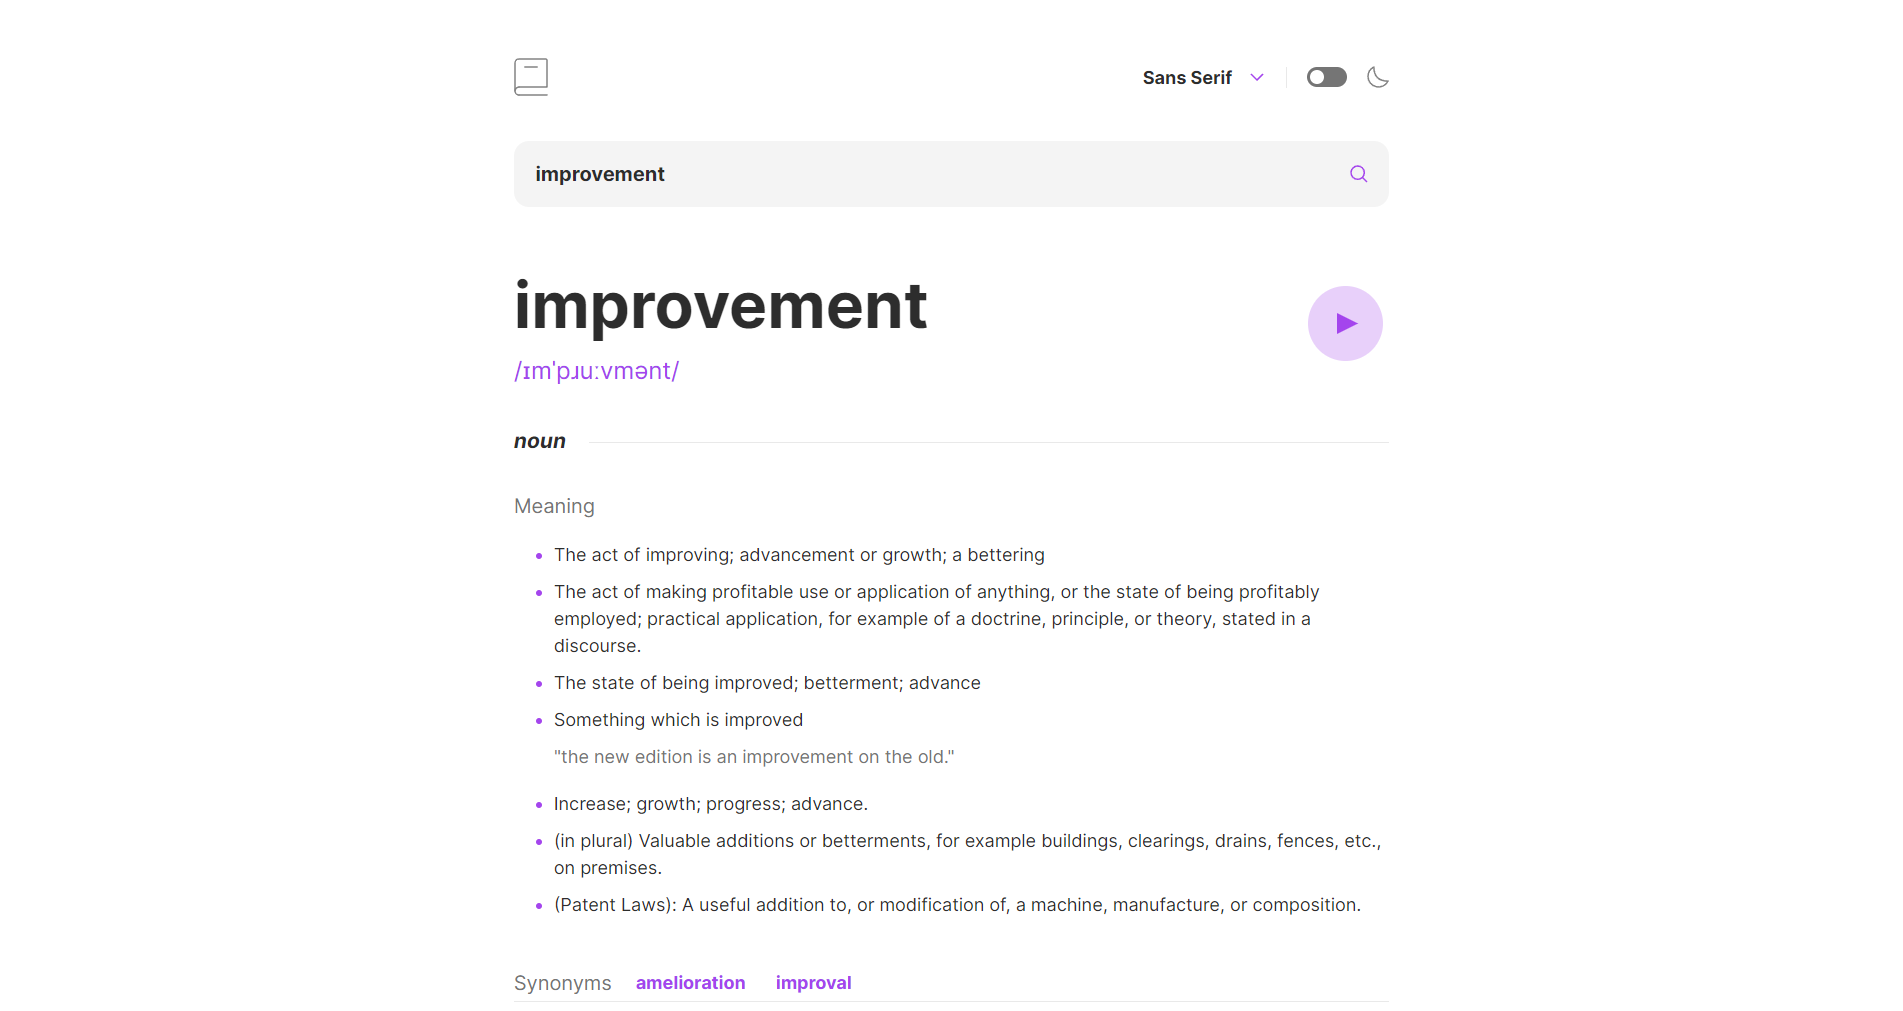 Sans Serif
improvement
improvement
/ɪmˈpɹuːvmənt/
noun
Meaning
The act of improving; advancement or growth; a bettering
The act of making profitable use or application of anything, or the state of being profitably
employed; practical application, for example of a doctrine, principle, or theory, stated in a
discourse.
The state of being improved; betterment; advance
Something which is improved
"the new edition is an improvement on the old."
Increase; growth; progress; advance.
(in plural) Valuable additions or betterments, for example buildings, clearings, drains, fences, etc.,
on premises.
(Patent Laws): A useful addition to, or modification of, a machine, manufacture, or composition.
Synonyms amelioration improval